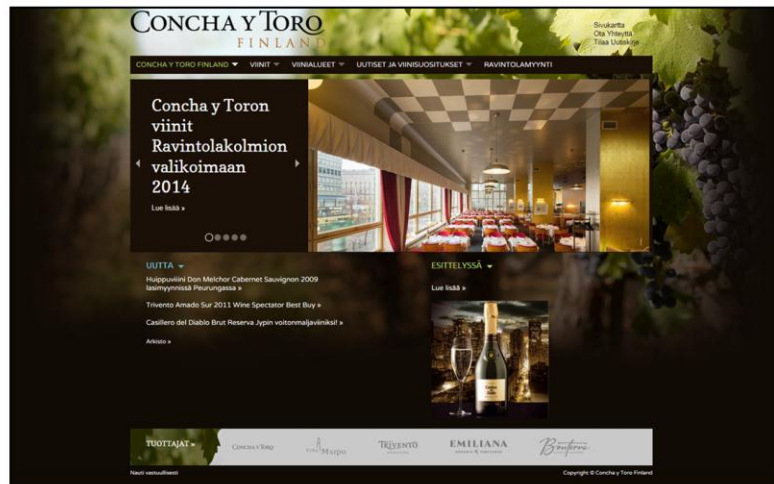 CONCHA Y TORO
FINLAND
Sivukartta
Ota Yhteyttä
Tilaa Uutiskirje
CONCHA Y TORO FINLAND
VIINIT
VIINIALUEET
UUTISET JA VIINISUOSITUKSET
RAVINTOLAMYYNTI
Concha y Toron
viinit
Ravintolakolmion
valikoimaan
2014
Lue lisää »
UUTTA
Huippuviini Don Melchor Cabernet Sauvignon 2009
lasimyynnissä Peurungassa »
Trivento Amado Sur 2011 Wine Spectator Best Buy »
Casillero del Diablo Brut Reserva Jypin voitonmaljaviiniksi! »
Arkisto »
ESITTELYSSÄ
Lue lisää »
TUOTTAJAT »
CONCHA Y TORO
MAIPO
TRIVENTO
EMILIANA
Nauti vastuullisesti
Copyright © Concha y Toro Finland